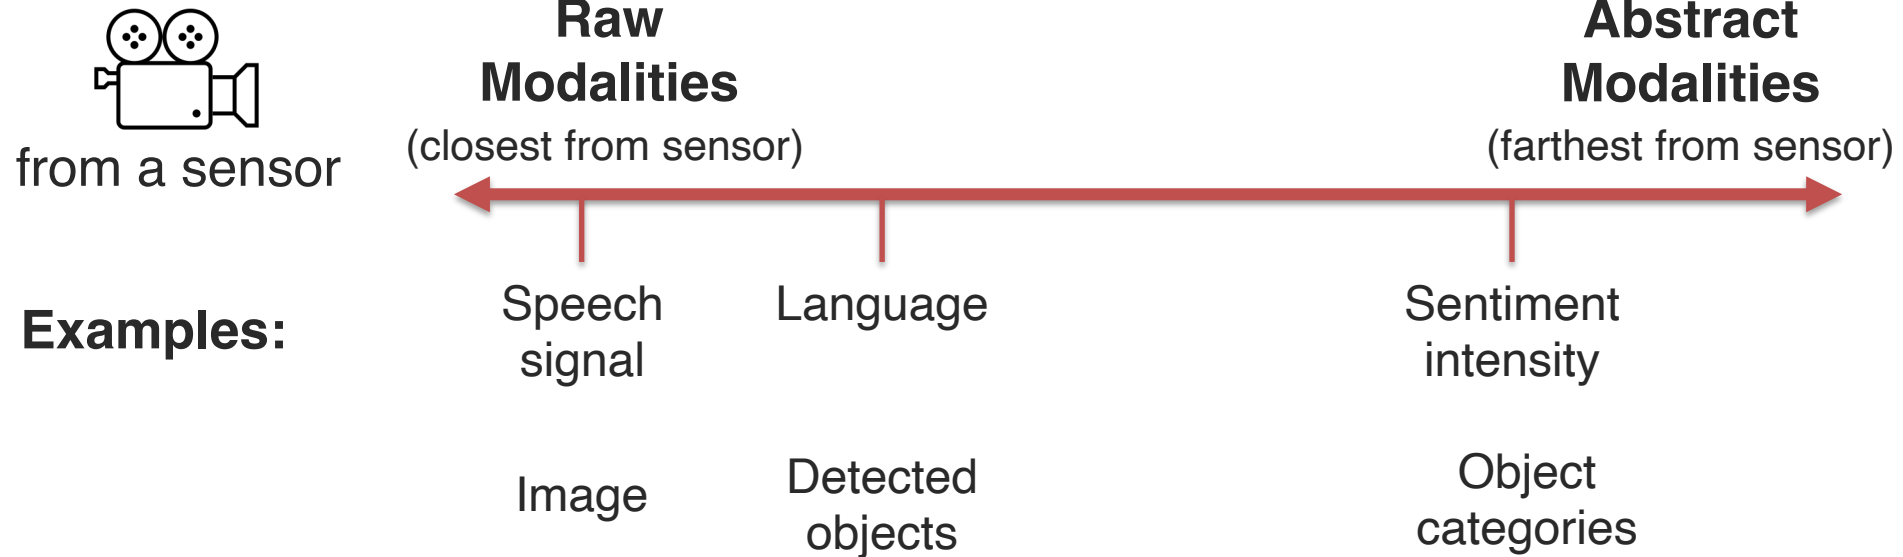 Raw
Modalities
(closest from sensor)
Abstract
Modalities
(farthest from sensor)
from a sensor
Examples:
Speech
signal
Language
Sentiment
intensity
Image
Detected
objects
Object
categories